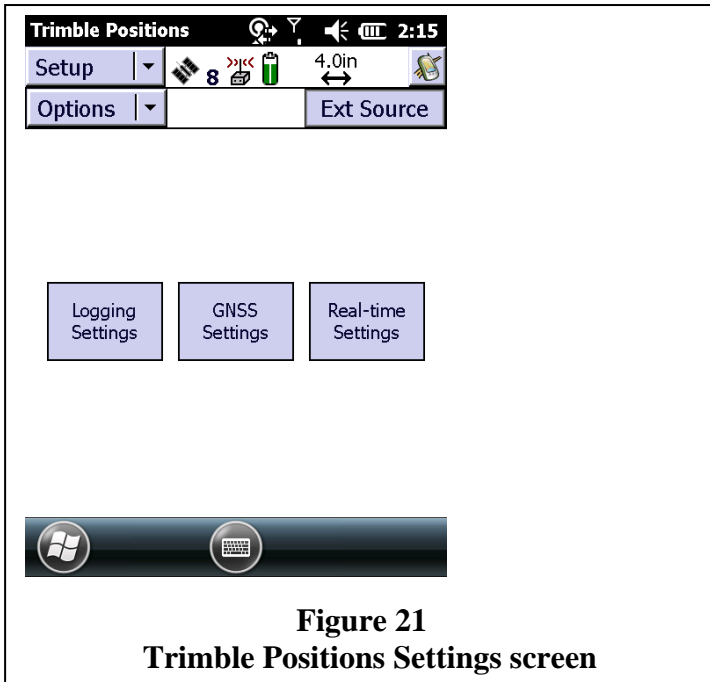 Trimble Positions 2:15
Setup 8 4.0in
Options Ext Source
Logging Settings
GNSS Settings
Real-time Settings
Figure 21
Trimble Positions Settings screen